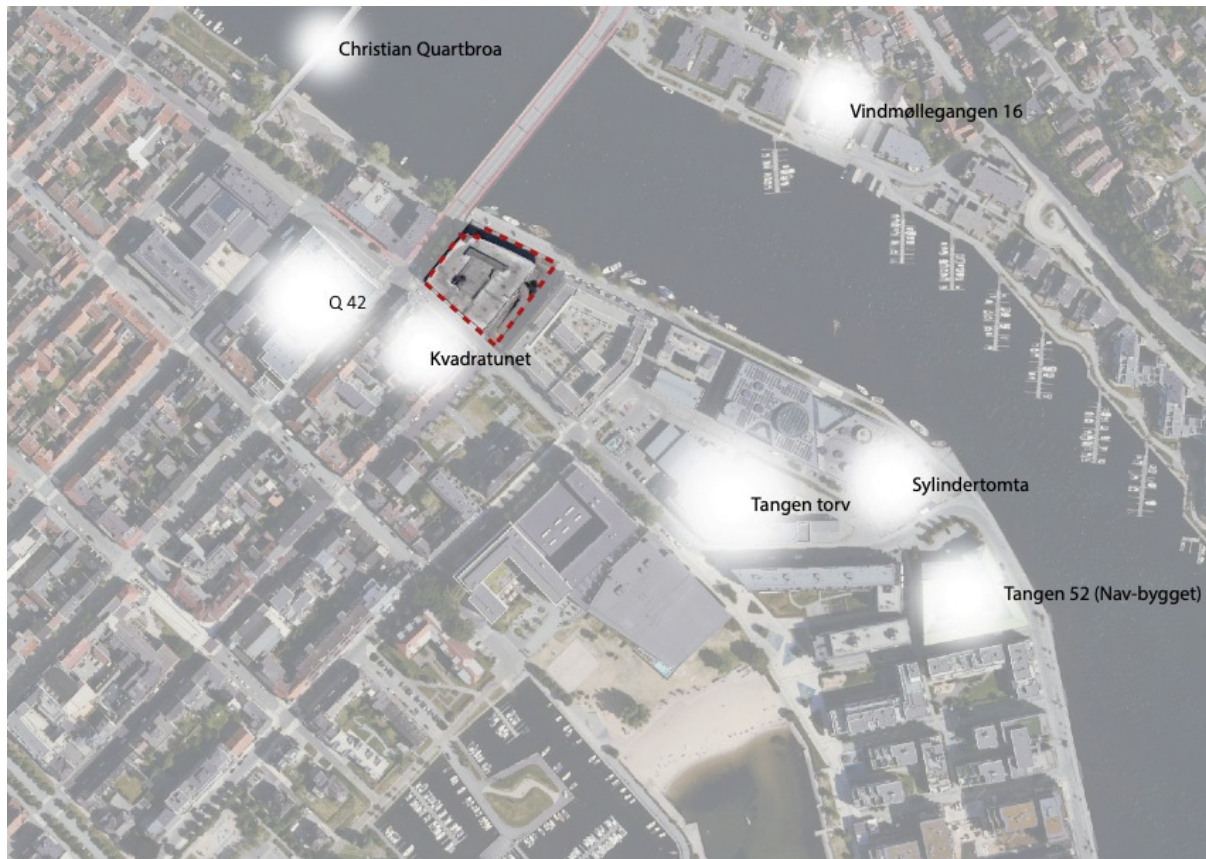 Christian Quartbroa
Vindmøllegangen 16
Q 42
Kvadratunet
Sylindertomta
Tangen torv
Tangen 52 (Nav-bygget)